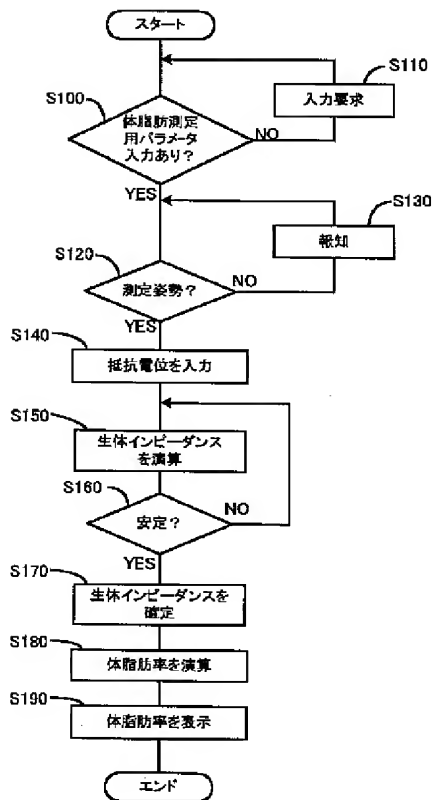 スタート
S110
入力要求
S100
体脂肪測定
用パラメータ
入力あり?
NO
YES
S130
報知
S120
測定姿勢?
NO
YES
S140
抵抗電位を入力
S150
生体インピーダンス
を演算
S160
安定?
NO
YES
S170
生体インピーダンスを
確定
S180
体脂肪率を演算
S190
体脂肪率を表示
エンド